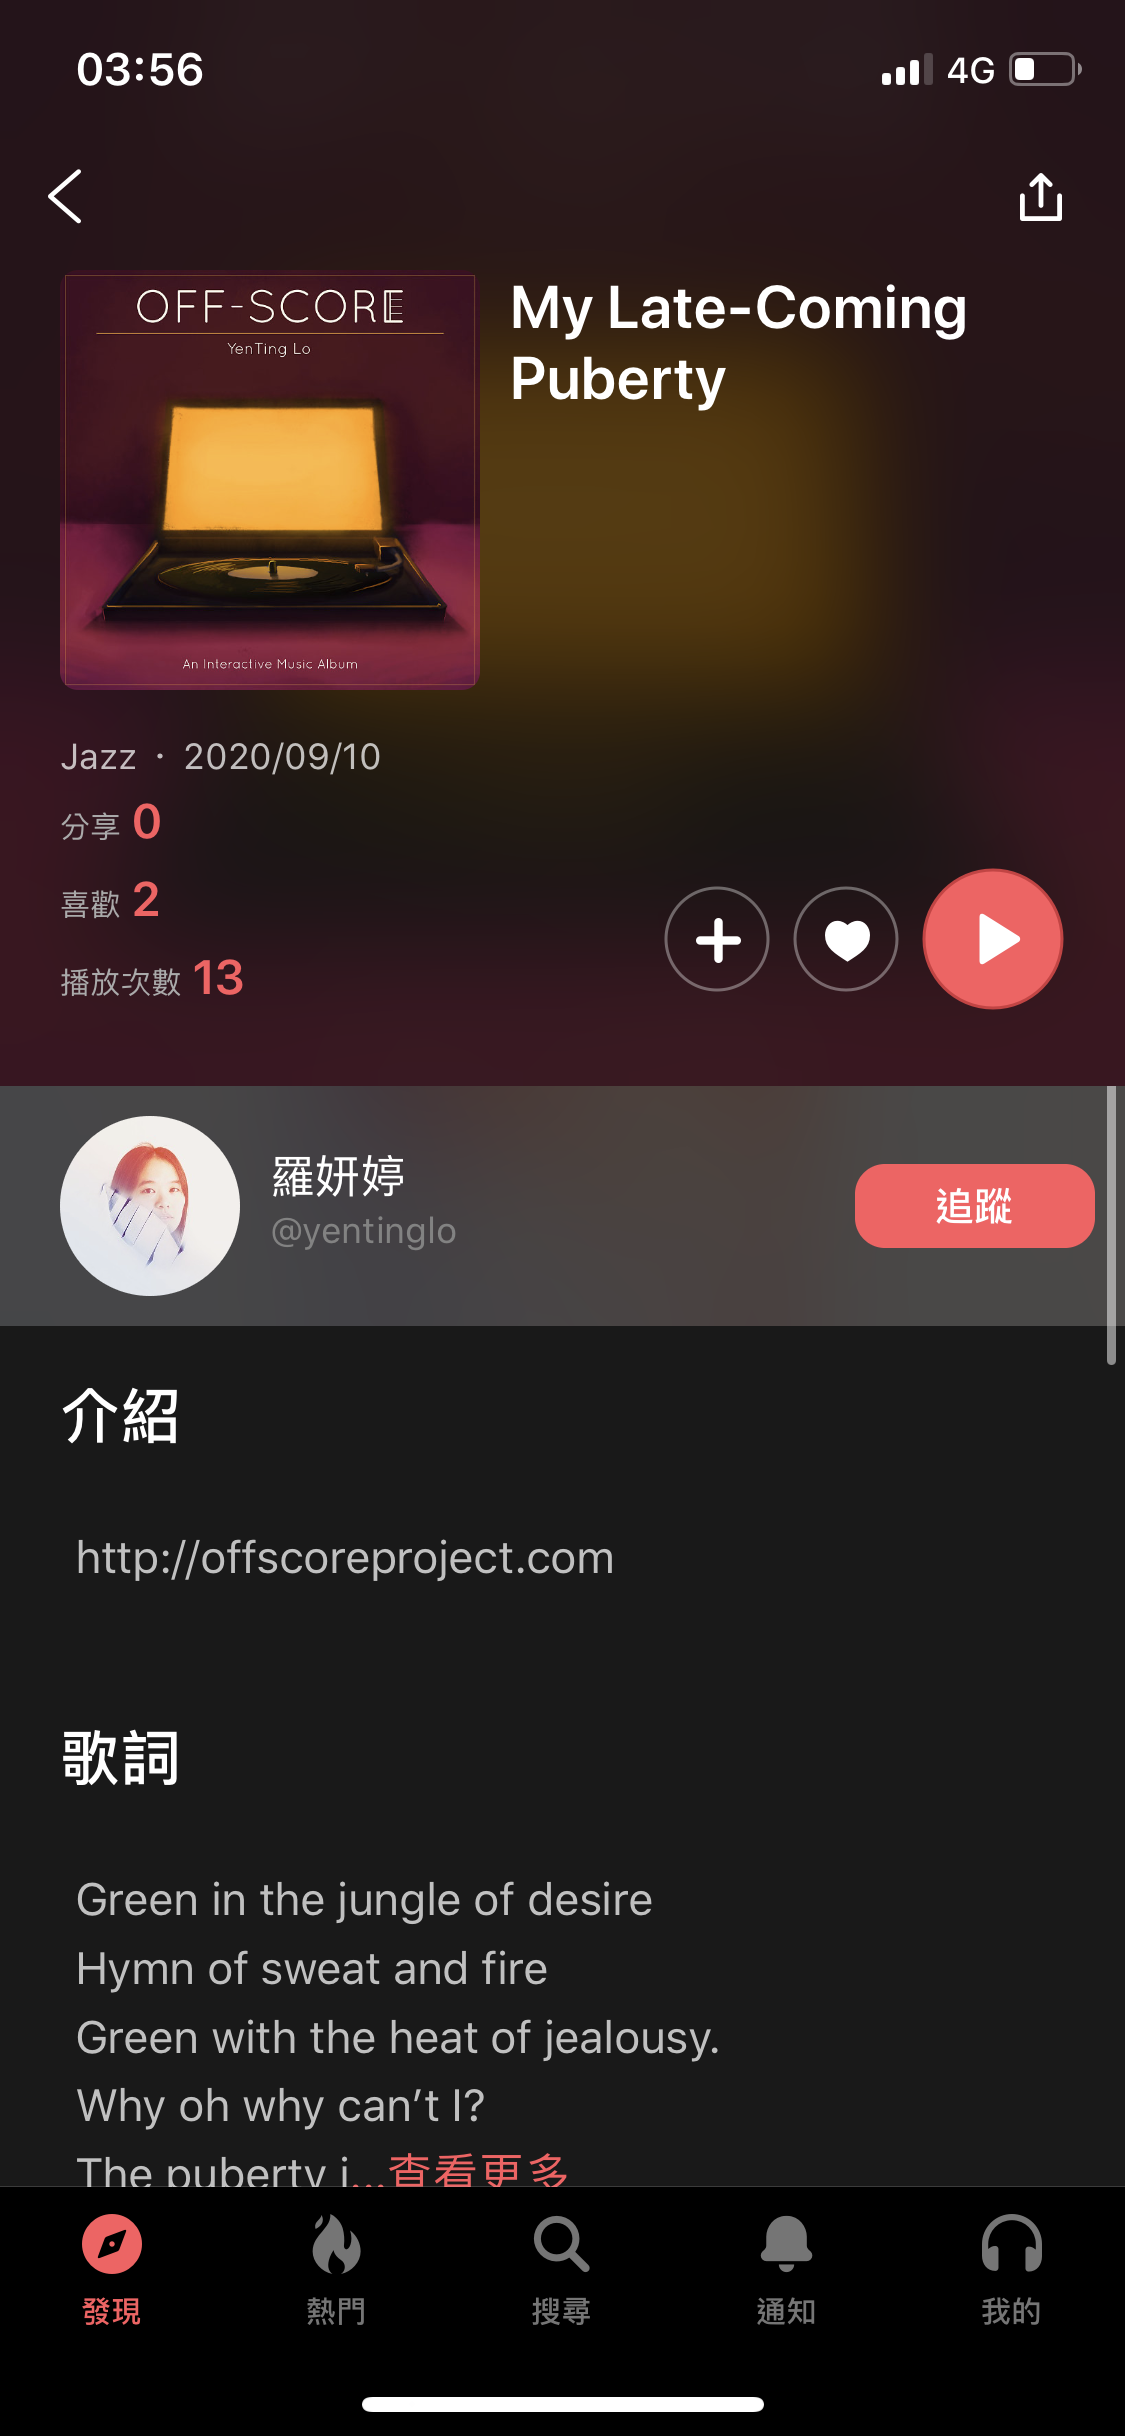 03:56
4G
OFF-SCORE
YenTing Lo
An Interactive Music Album
My Late-Coming
Puberty
Jazz · 2020/09/10
分享 0
喜歡 2
播放次數 13
羅妍婷
@yentinglo
追蹤
介紹
http://offscoreproject.com
歌詞
Green in the jungle of desire
Hymn of sweat and fire
Green with the heat of jealousy.
Why oh why can’t I?
The puberty i...查看更多
發現
熱門
搜尋
通知
我的